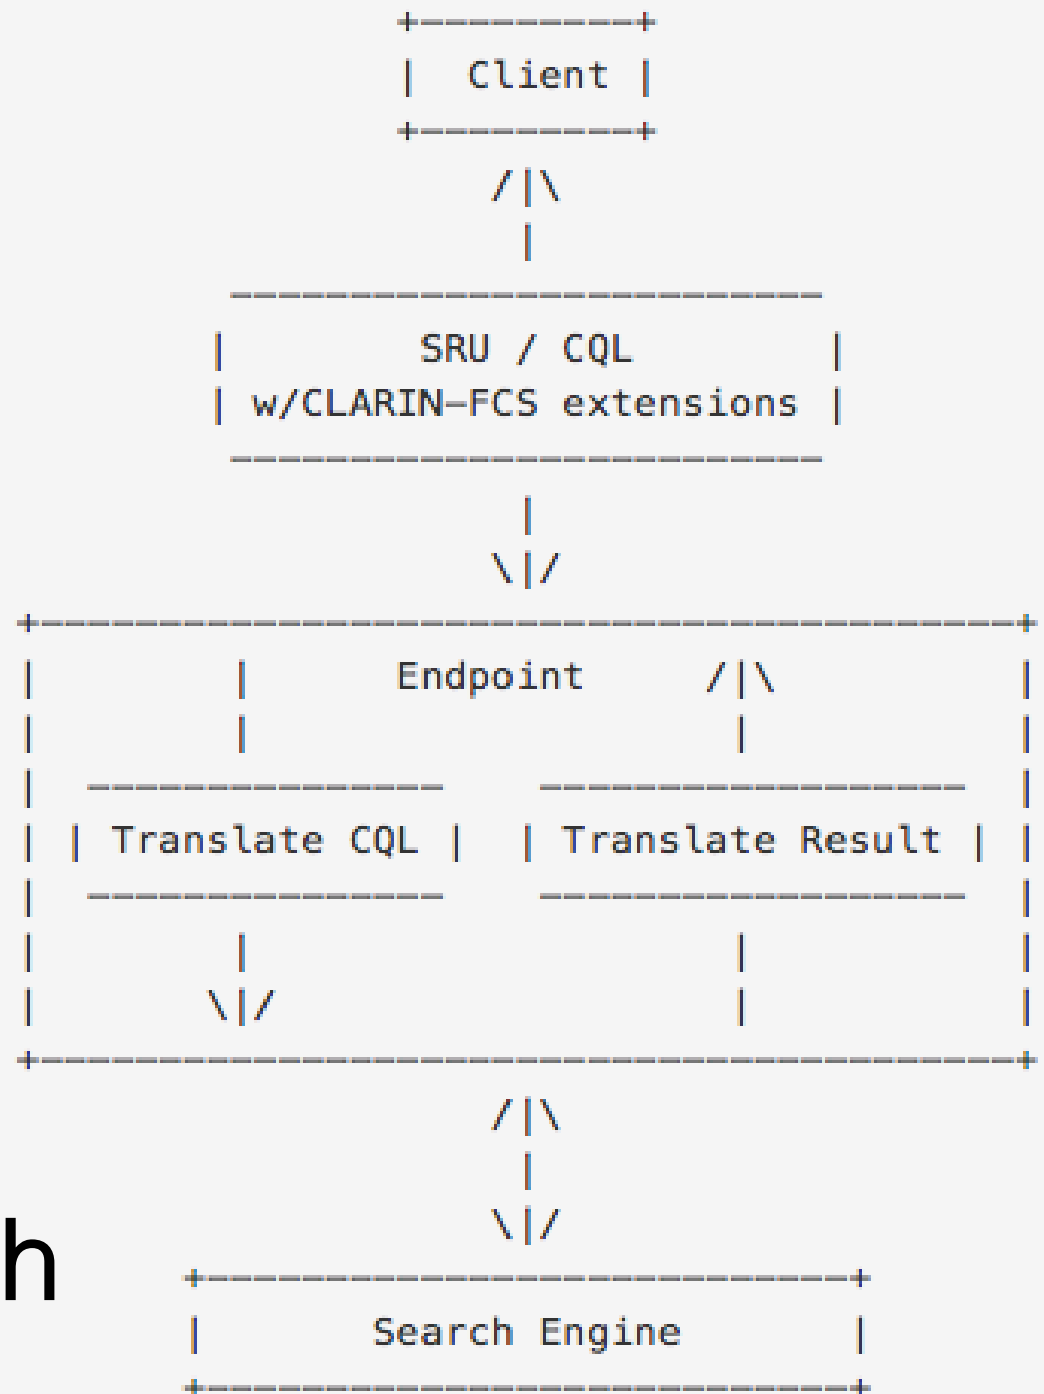 Client
SRU / CQL
w/CLARIN-FCS extensions
Endpoint
Translate CQL
Translate Result
h
Search Engine